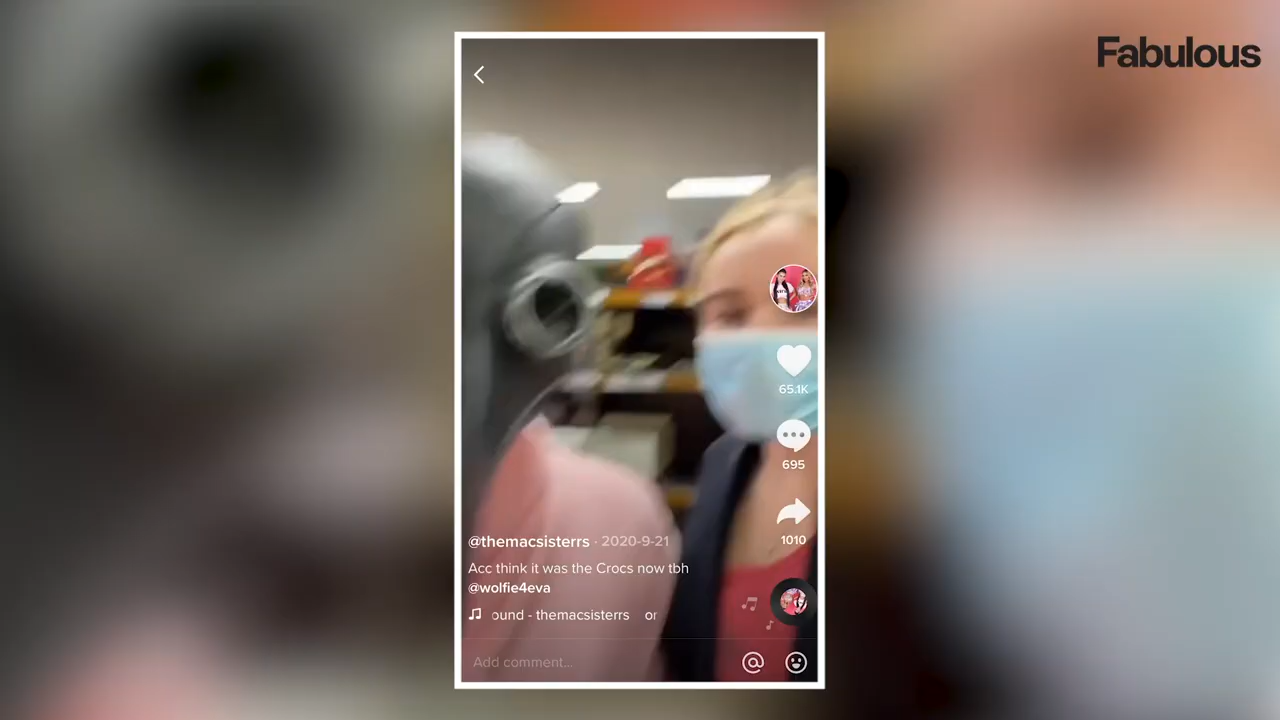 Fabulous
65.1K
695
1010
@themacsisterrs · 2020-9-21
Acc think it was the Crocs now tbh
@wolfie4eva
ound - themacsisterrs or
Add comment...